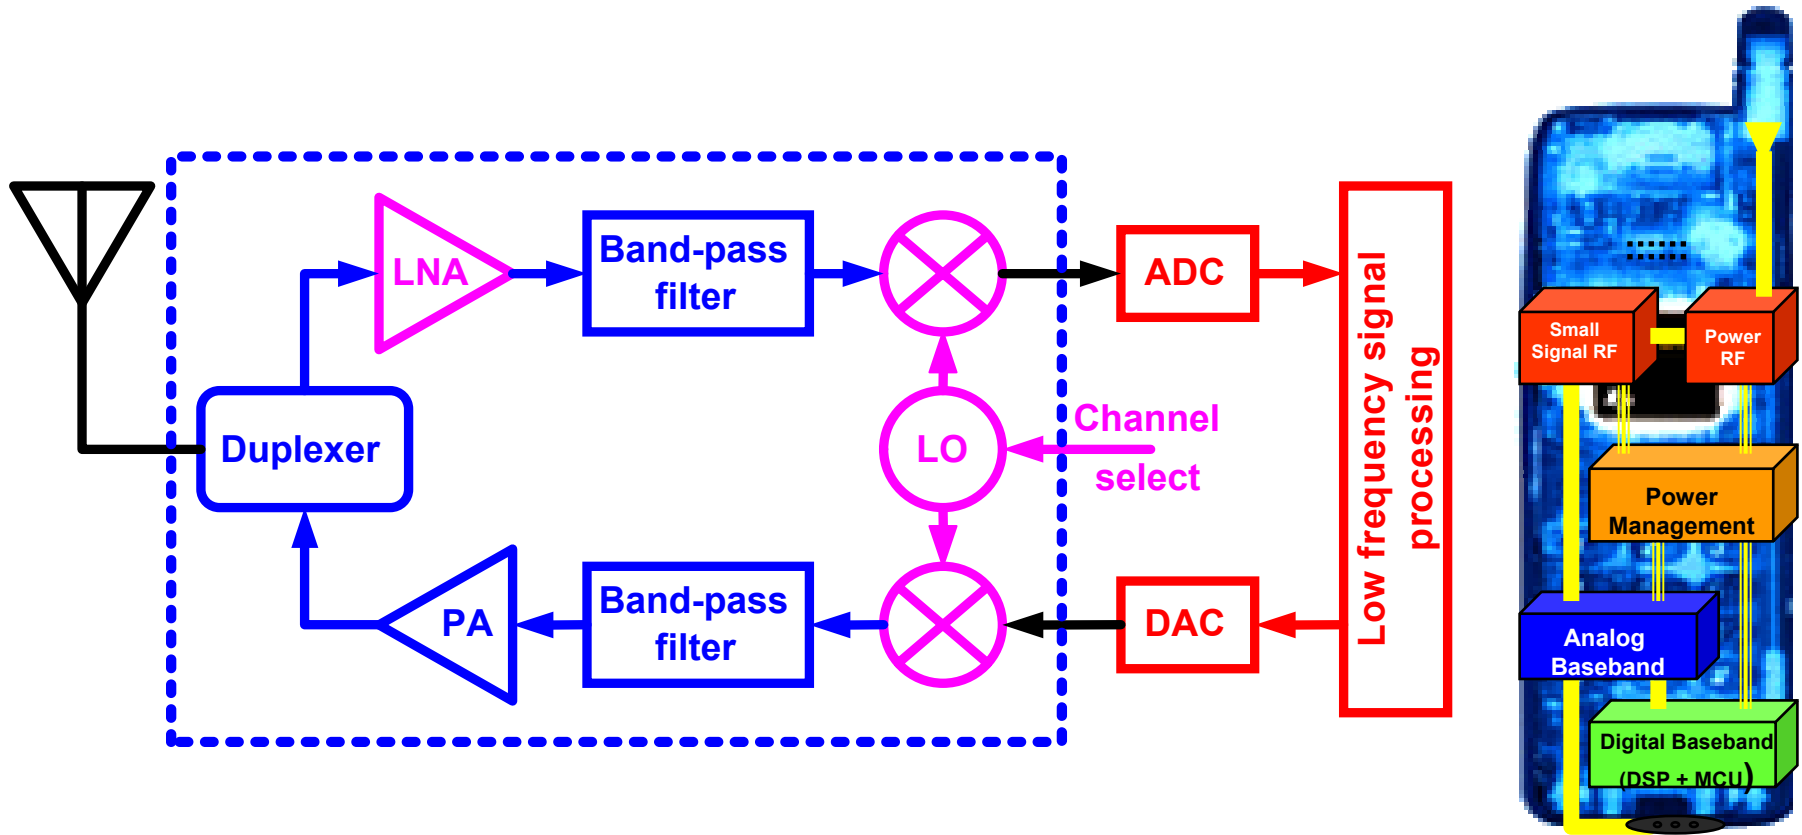 Band-pass
filter
LNA
ADC
Duplexer
LO
Channel
select
PA
Band-pass
filter
DAC
Low frequency signal
processing
Small
Signal RF
Power
RF
Power
Management
Analog
Baseband
Digital Baseband
(DSP + MCU)